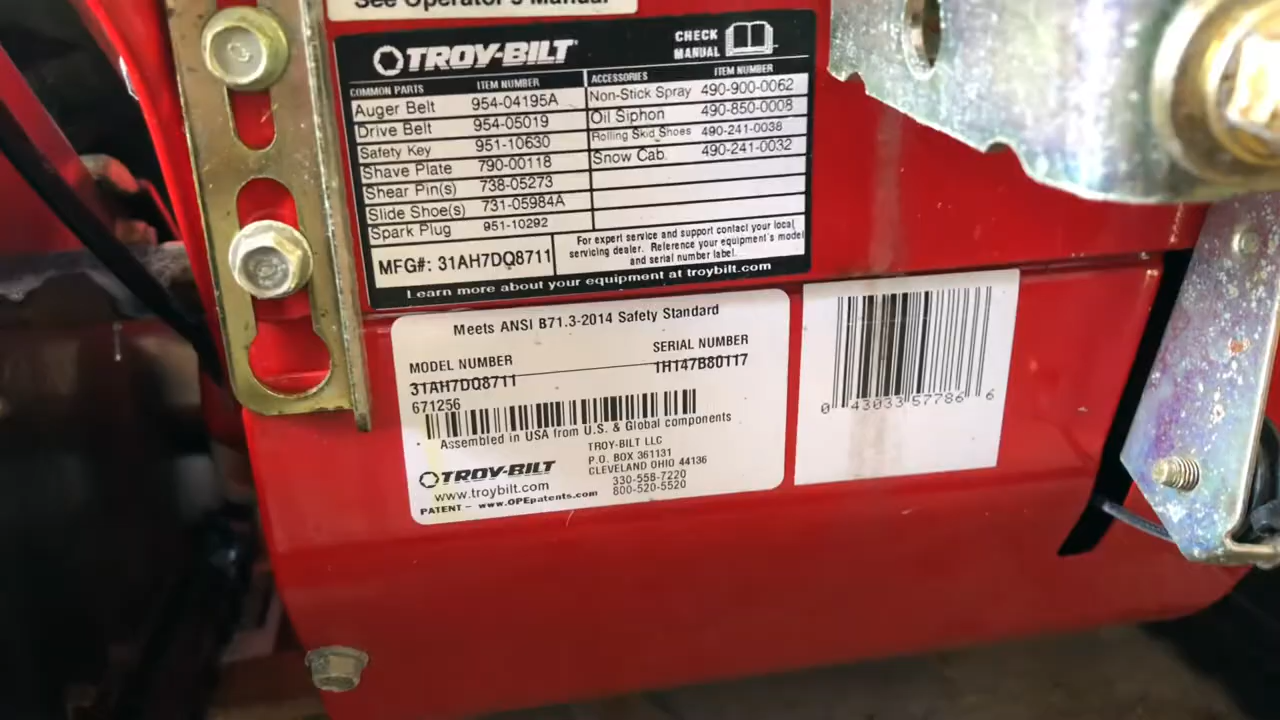 See Operator's Manual
TROY-BILT
CHECK
MANUAL
COMMON PARTS ITEM NUMBER
Auger Belt 954-04195A
Drive Belt 954-05019
Safety Key 951-10630
Shave Plate 790-00118
Shear Pin(s) 738-05273
Slide Shoe(s) 731-05984A
Spark Plug 951-10292
ACCESSORIES ITEM NUMBER
Non-Stick Spray 490-900-0062
Oil Siphon 490-850-0008
Rolling Skid Shoes 490-241-0038
Snow Cab 490-241-0032
MFG#: 31AH7DQ8711
For expert service and support contact your local
servicing dealer. Reference your equipment's model
and serial number label.
Learn more about your equipment at troybilt.com
Meets ANSI B71.3-2014 Safety Standard
MODEL NUMBER SERIAL NUMBER
31AH7DQ8711 1H147B80117
671256
Assembled in USA from U.S. & Global components
TROY-BILT
www.troybilt.com
PATENT - www.OPEpatents.com
TROY-BILT LLC
P.O. BOX 361131
CLEVELAND OHIO 44136
330-558-7220
800-520-5520
0 43033 57786 6